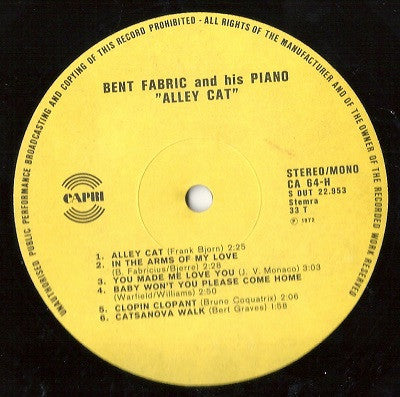 UNAUTHORISED PUBLIC PERFORMANCE BROADCASTING AND COPYING OF THIS RECORD PROHIBITED - ALL RIGHTS OF THE MANUFACTURER AND OF THE OWNER OF THE RECORDED WORK RESERVED
BENT FABRIC and his PIANO
"ALLEY CAT"
CAPRI
STEREO/MONO
CA 64-H
S OUT 22.953
Stemra
33 T
℗ 1972
1. ALLEY CAT (Frank Bjorn) 2:25
2. IN THE ARMS OF MY LOVE
(B. Fabricius/Bjerre) 2:40
3. YOU MADE ME LOVE YOU (J. V. Monaco) 3:03
4. BABY WON'T YOU PLEASE COME HOME
(Warfield/Williams) 2:50
5. CLOPIN CLOPANT (Bruno Coquatrix) 2:06
6. CATSANOVA WALK (Bert Graves) 1:58